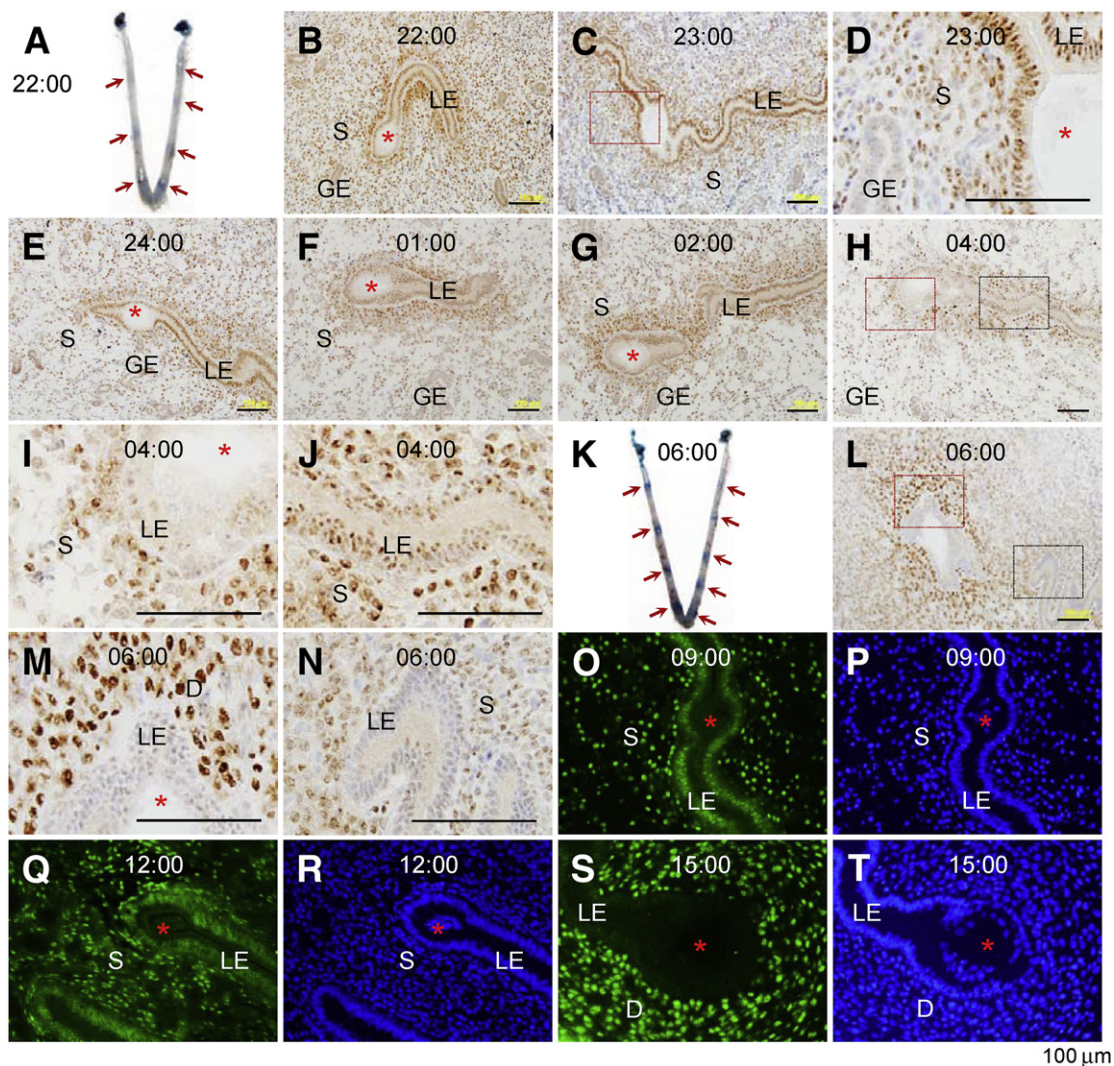 A
22:00
B 22:00
LE
S
*
GE
C 23:00
LE
S
D 23:00 LE
S
*
GE
E 24:00
*
S
GE
LE
F 01:00
*
LE
S
GE
G 02:00
S
LE
*
GE
H 04:00
GE
I 04:00
*
LE
S
J 04:00
LE
S
K 06:00
L 06:00
M 06:00
D
LE
*
N 06:00
LE
S
O 09:00
*
S
LE
P 09:00
*
S
LE
Q 12:00
*
S LE
R 12:00
*
S LE
S 15:00
LE
*
D
T 15:00
LE
*
D
100 µm